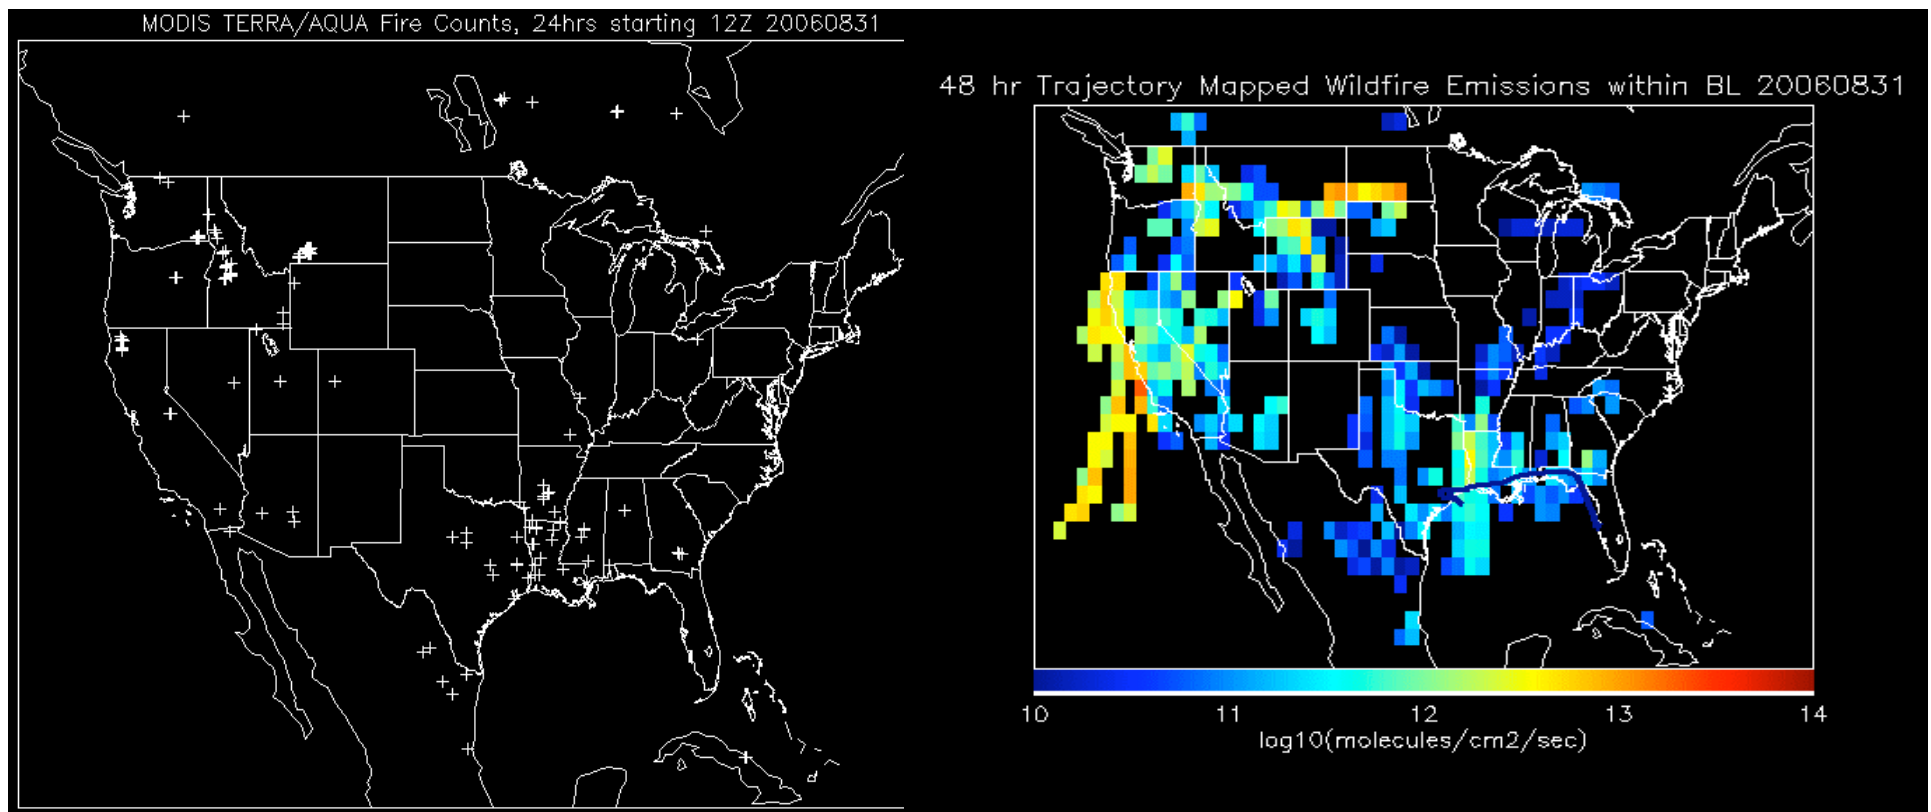 MODIS TERRA/AQUA Fire Counts, 24hrs starting 12Z 20060831
48 hr Trajectory Mapped Wildfire Emissions within BL 20060831
10 11 12 13 14
log10(molecules/cm2/sec)